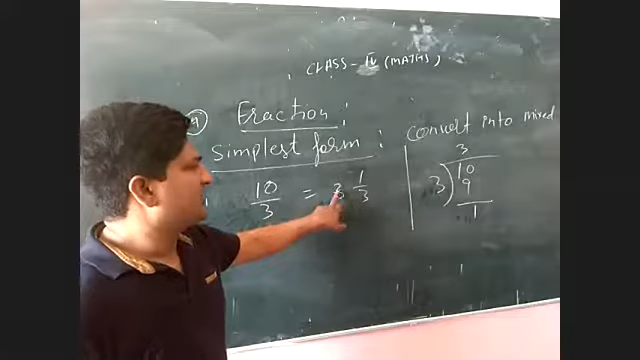 CLASS - IV (MATHS)
Fraction :
simplest form : convert into mixed
10/3 = 3 1/3
3
3 ) 10
9
1